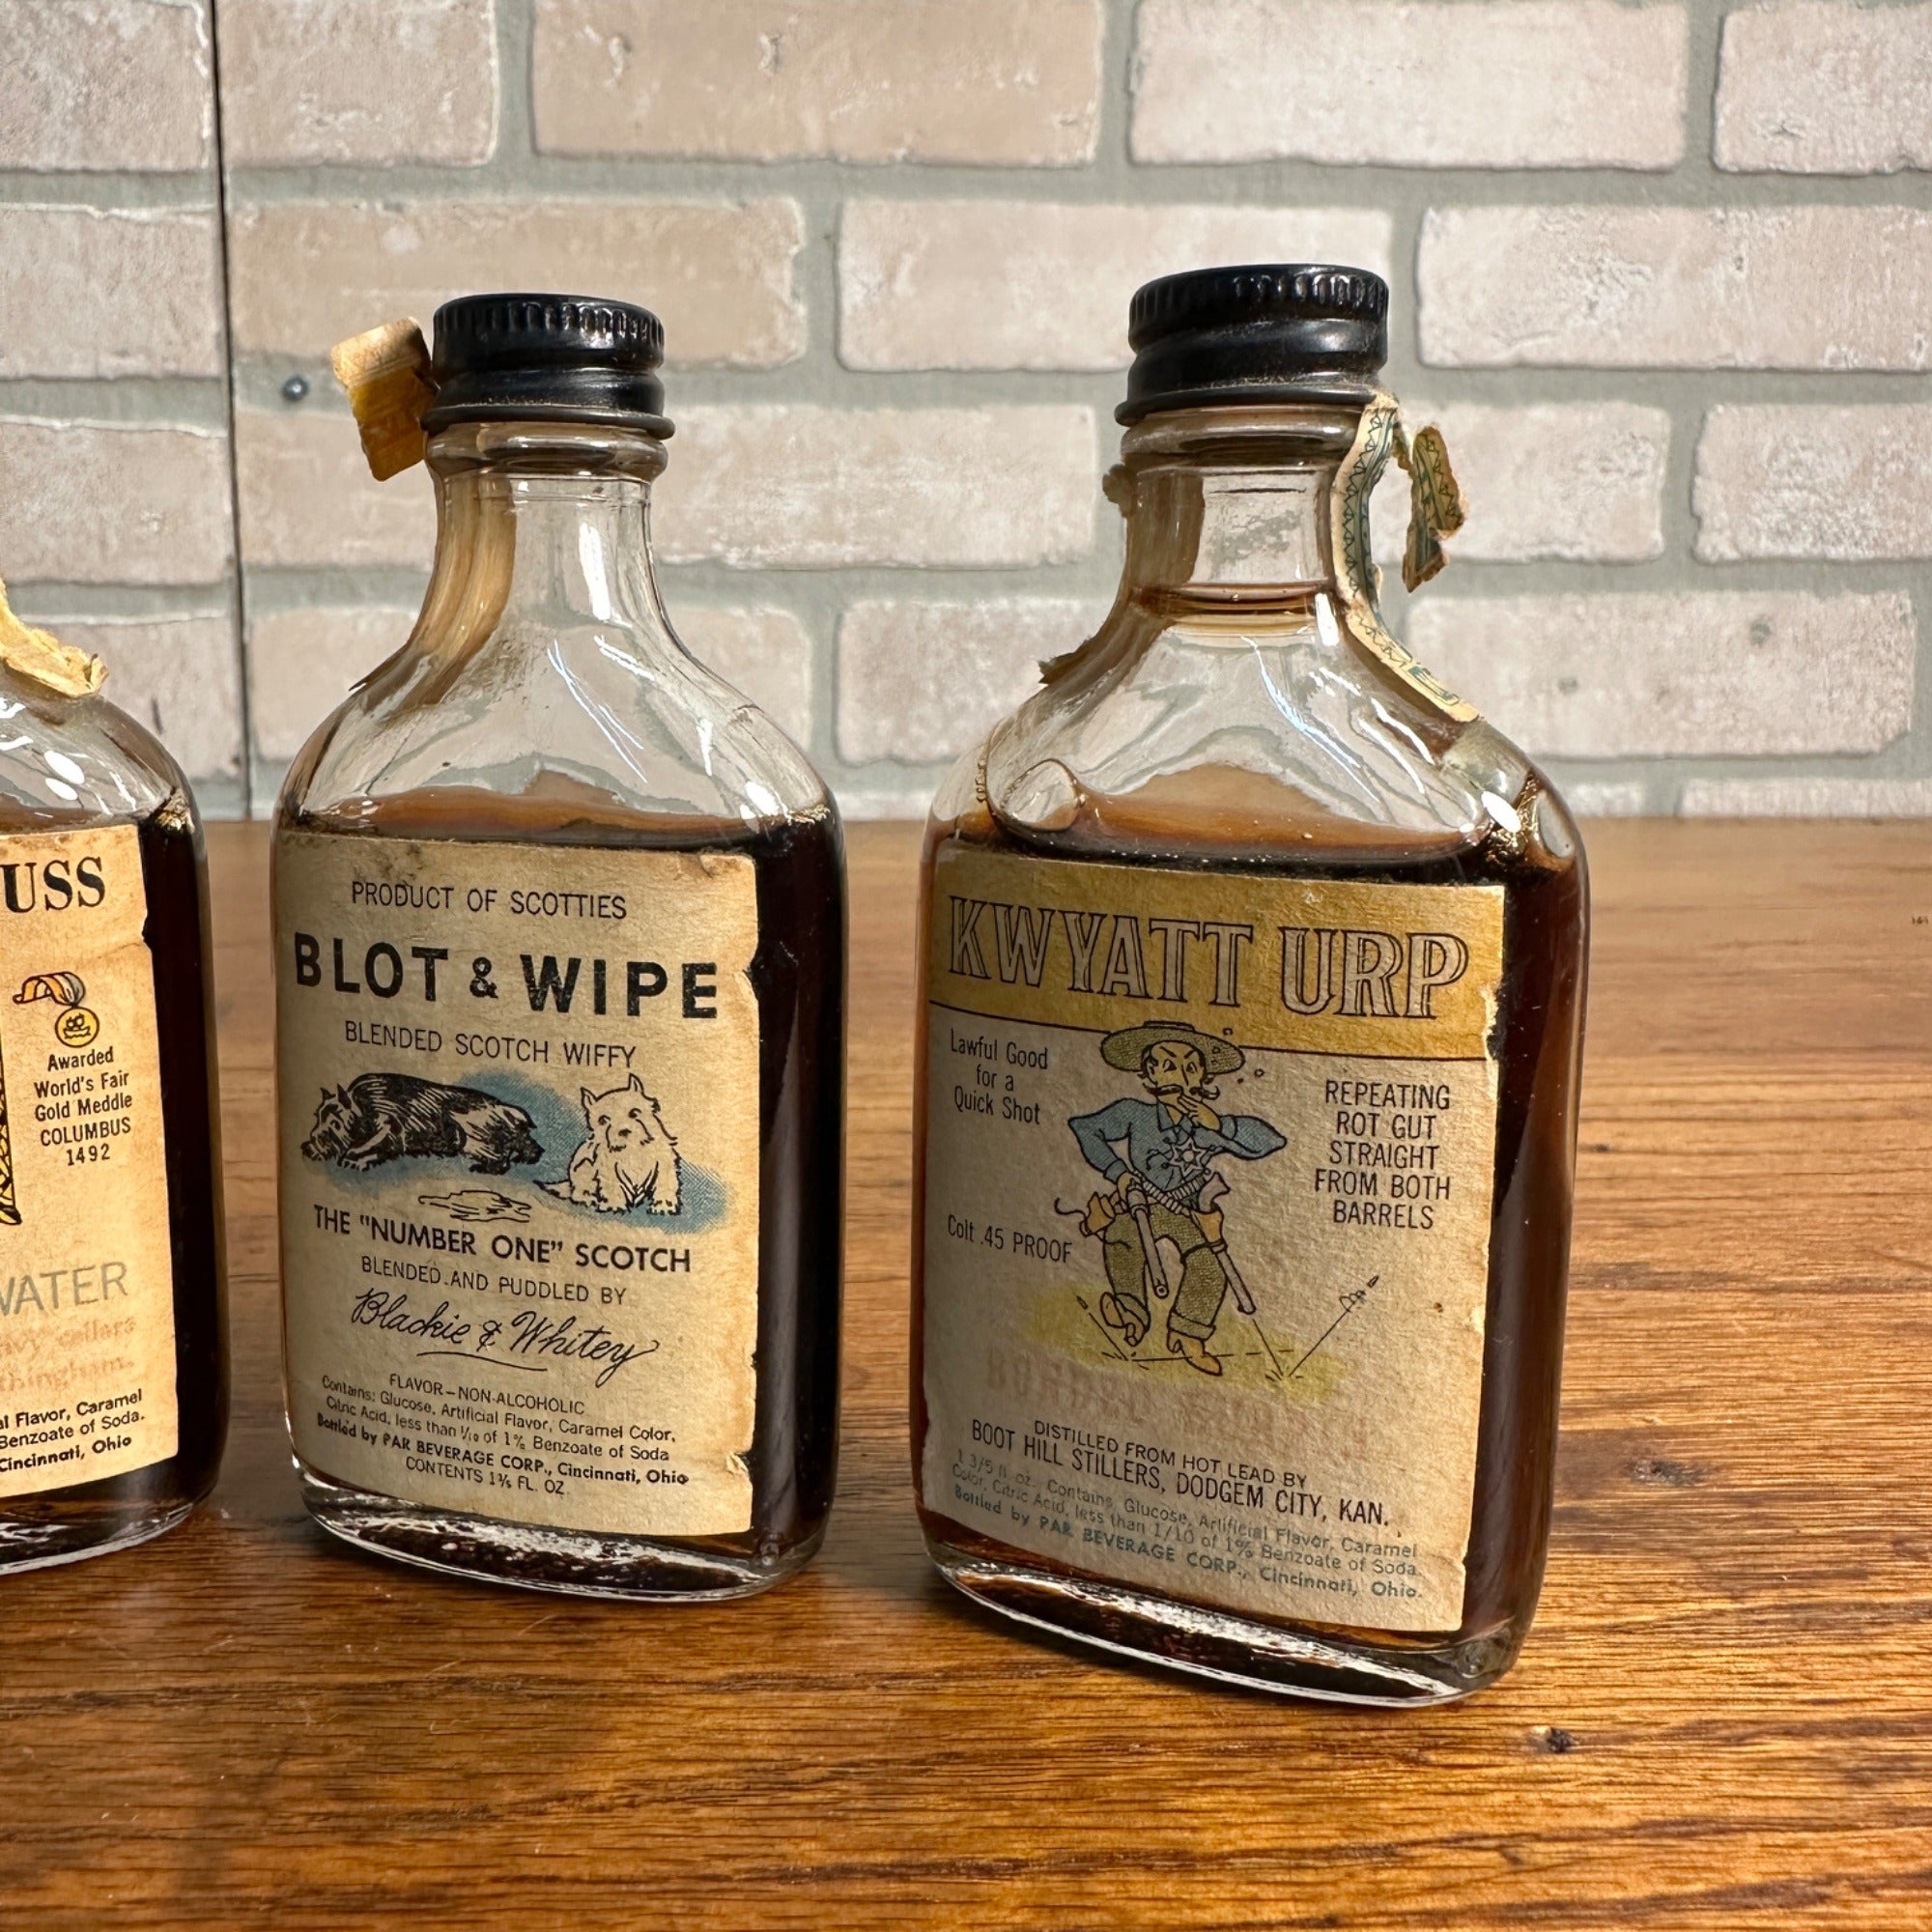 USS
Awarded
World's Fair
Gold Meddle
COLUMBUS
1492
WATER
Flavor, Caramel
Benzoate of Soda.
Cincinnati, Ohio
PRODUCT OF SCOTTIES
BLOT & WIPE
BLENDED SCOTCH WIFFY
THE "NUMBER ONE" SCOTCH
BLENDED AND PUDDLED BY
Blackie & Whitey
FLAVOR-NON-ALCOHOLIC
Contains: Glucose, Artificial Flavor, Caramel Color,
Citric Acid, less than 1/10 of 1% Benzoate of Soda
Bottled by PAR BEVERAGE CORP., Cincinnati, Ohio
CONTENTS 1⅗ FL. OZ.
KWYATT URP
Lawful Good
for a
Quick Shot
Colt .45 PROOF
REPEATING
ROT GUT
STRAIGHT
FROM BOTH
BARRELS
DISTILLED FROM HOT LEAD BY
BOOT HILL STILLERS, DODGEM CITY, KAN.
1 3/5 fl. oz. Contains, Glucose, Artificial Flavor, Caramel
Color, Citric Acid, less than 1/10 of 1% Benzoate of Soda.
Bottled by PAR BEVERAGE CORP., Cincinnati, Ohio.